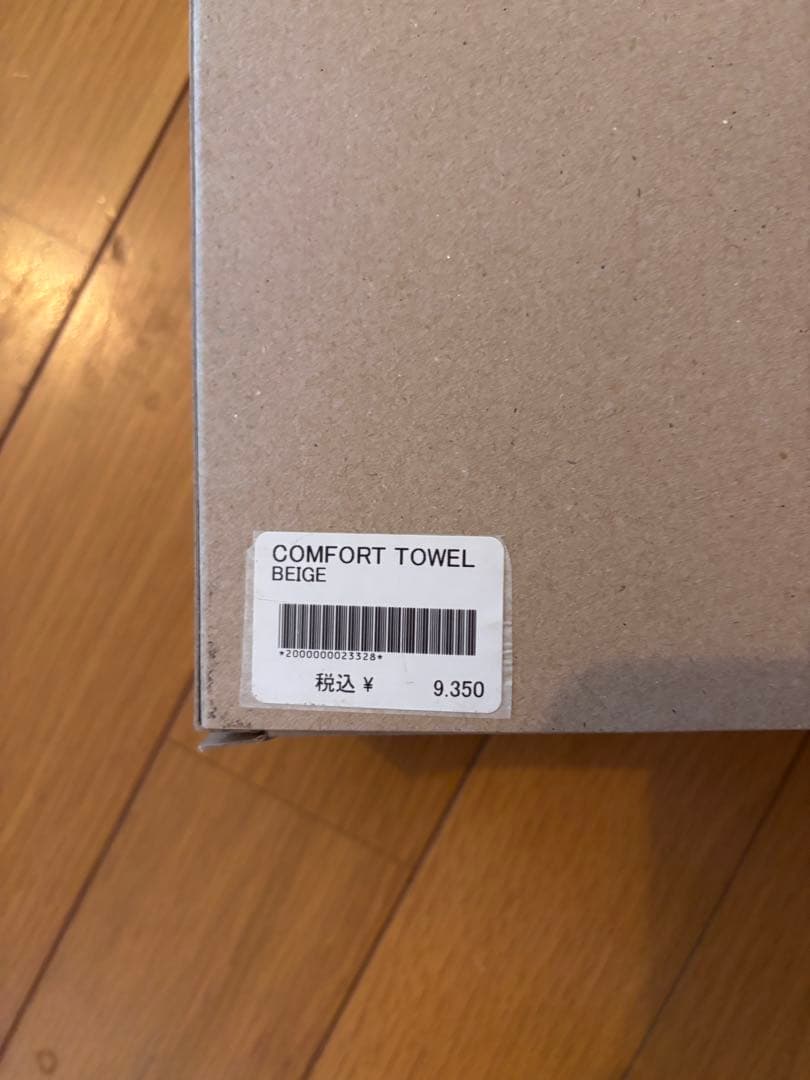 COMFORT TOWEL
BEIGE
*2000000023328*
税込 ¥ 9.350